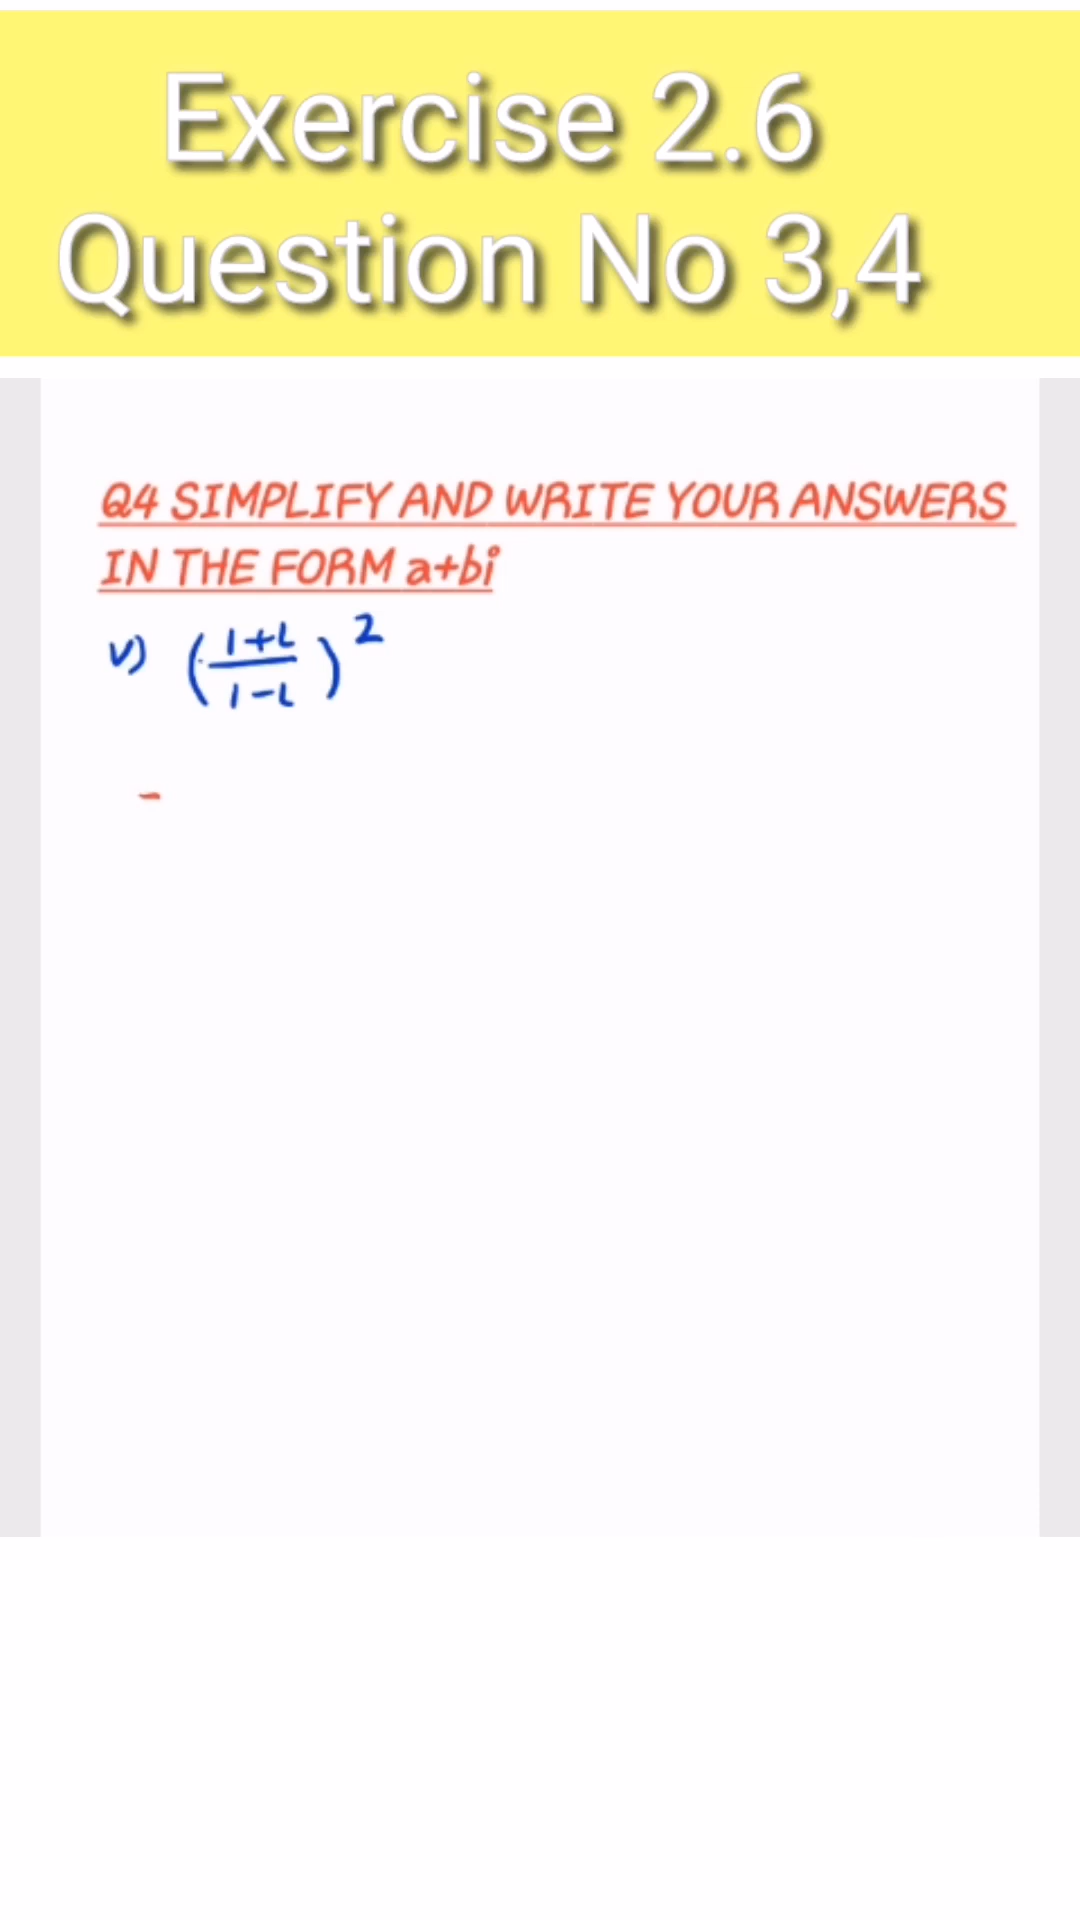 Exercise 2.6
Question No 3,4
Q4 SIMPLIFY AND WRITE YOUR ANSWERS
IN THE FORM a+bi
v) (1+i/1-i)^2
-